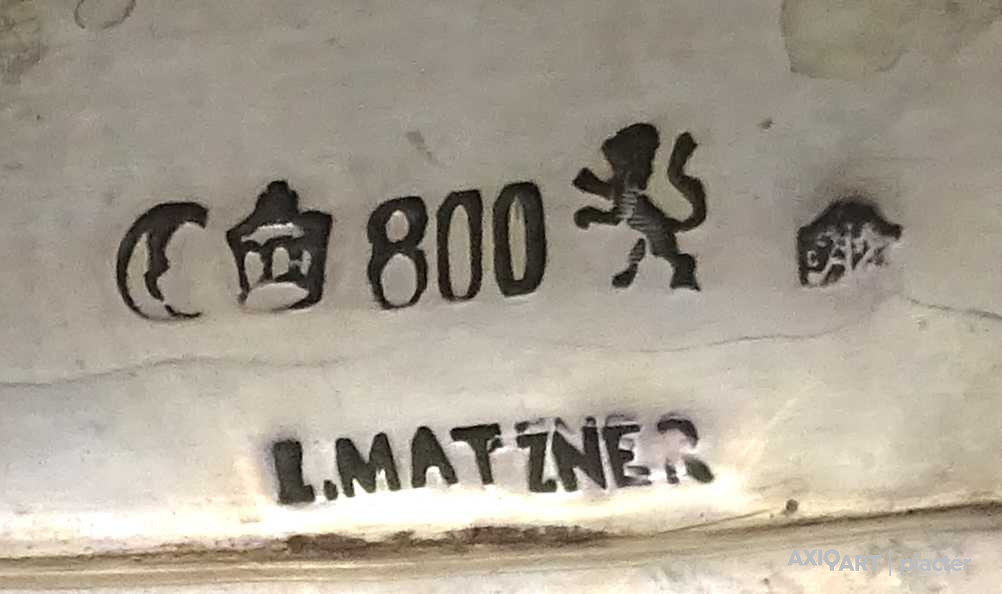 800
L.MATZNER
AXIOART |